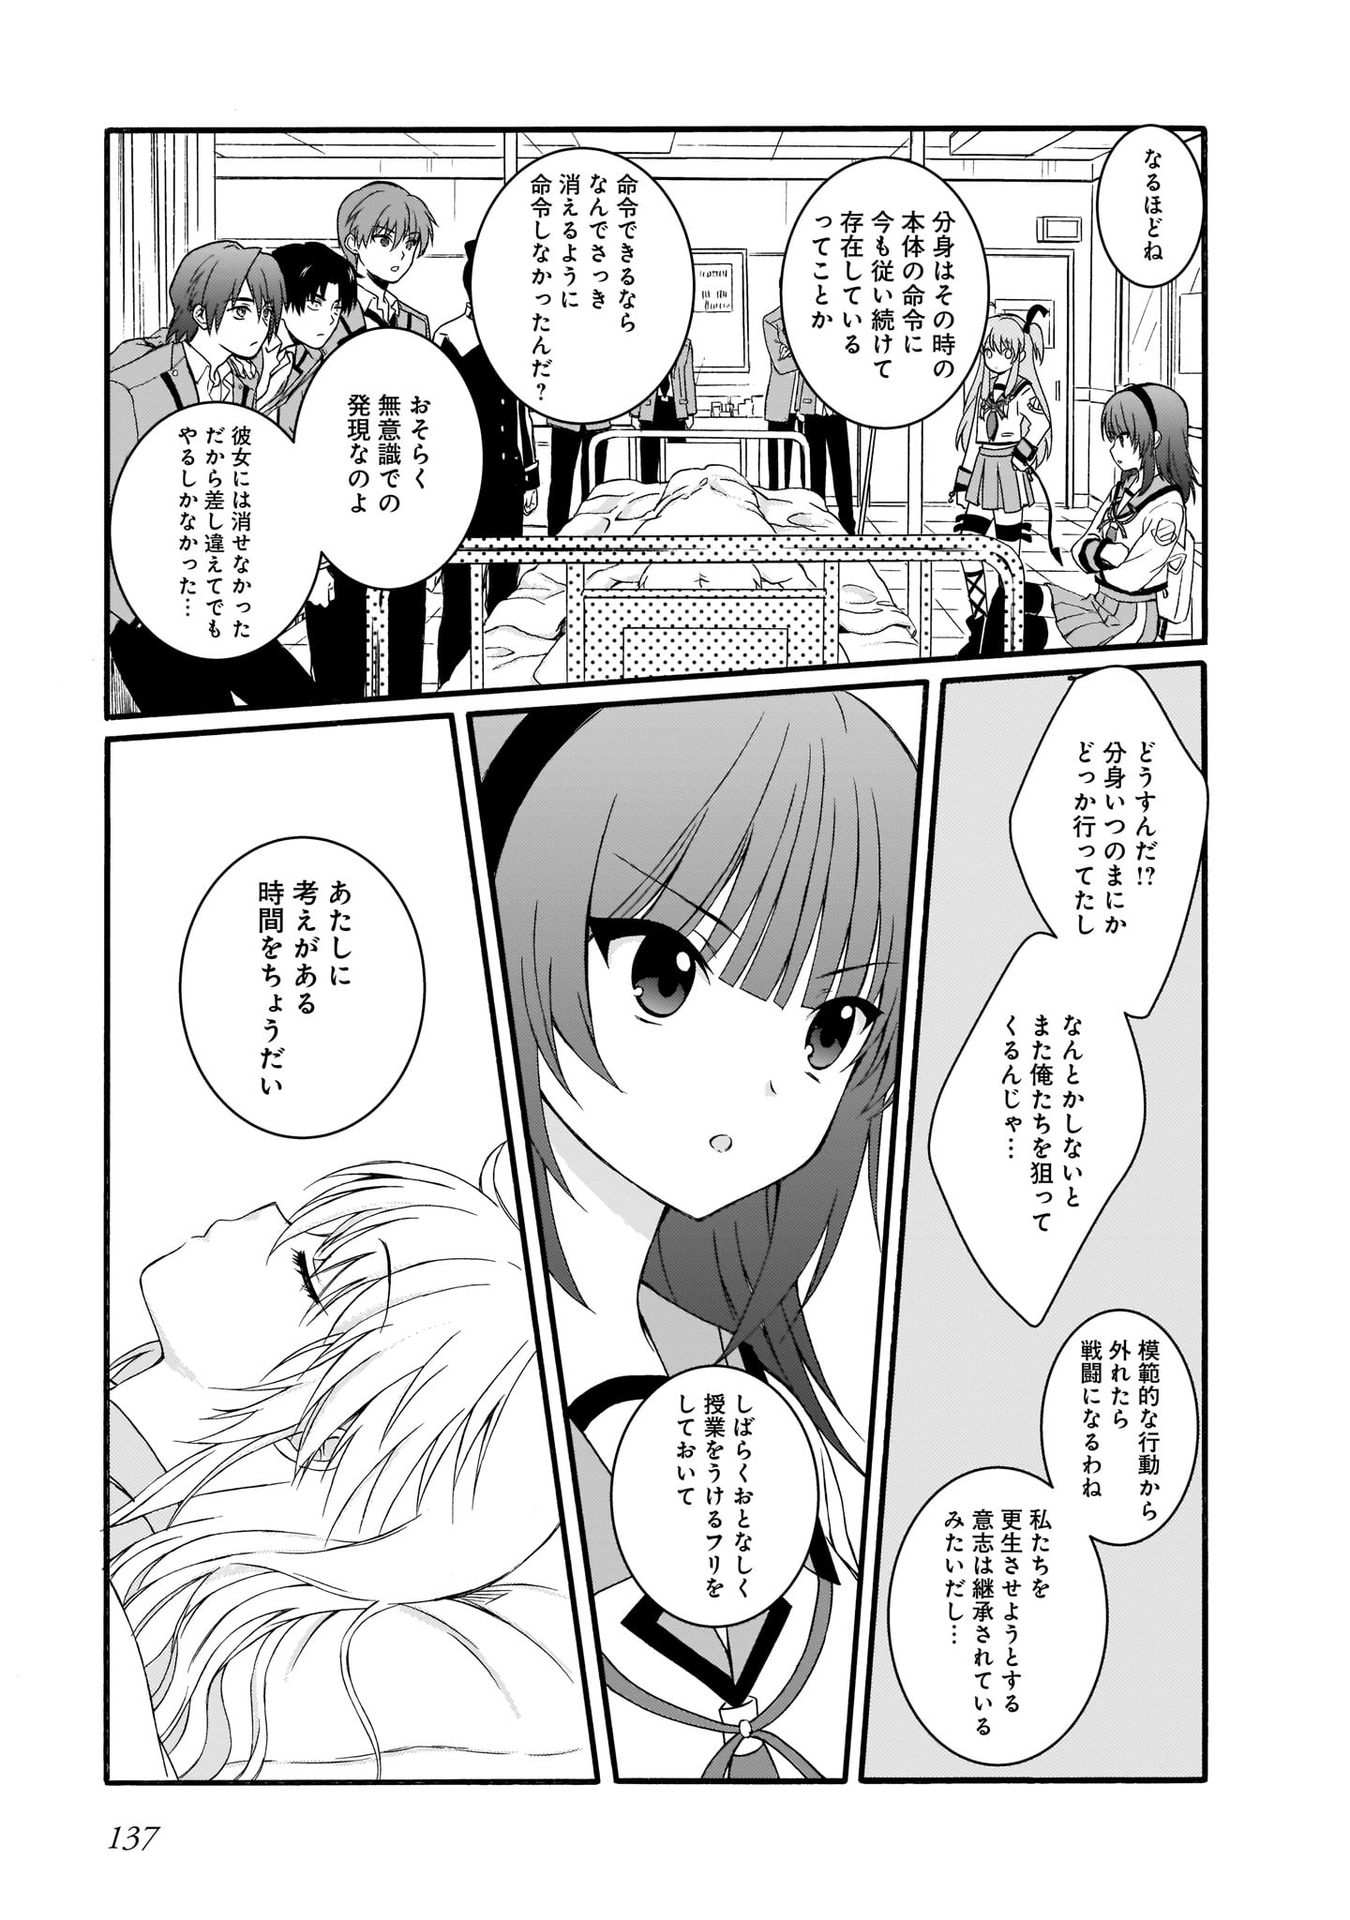 なるほどね
分身はその時の
本体の命令に
今も従い続けて
存在している
ってことか
命令できるなら
なんでさっき
消えるように
命令しなかったんだ？
おそらく
無意識での
発現なのよ
彼女には消せなかった
だから差し違えてでも
やるしかなかった…
どうすんだ!?
分身いつのまにか
どっか行ってたし
なんとかしないと
また俺たちを狙って
くるんじゃ…
模範的な行動から
外れたら
戦闘になるわね
私たちを
更生させようとする
意志は継承されている
みたいだし…
しばらくおとなしく
授業をうけるフリを
しておいて
あたしに
考えがある
時間をちょうだい
137